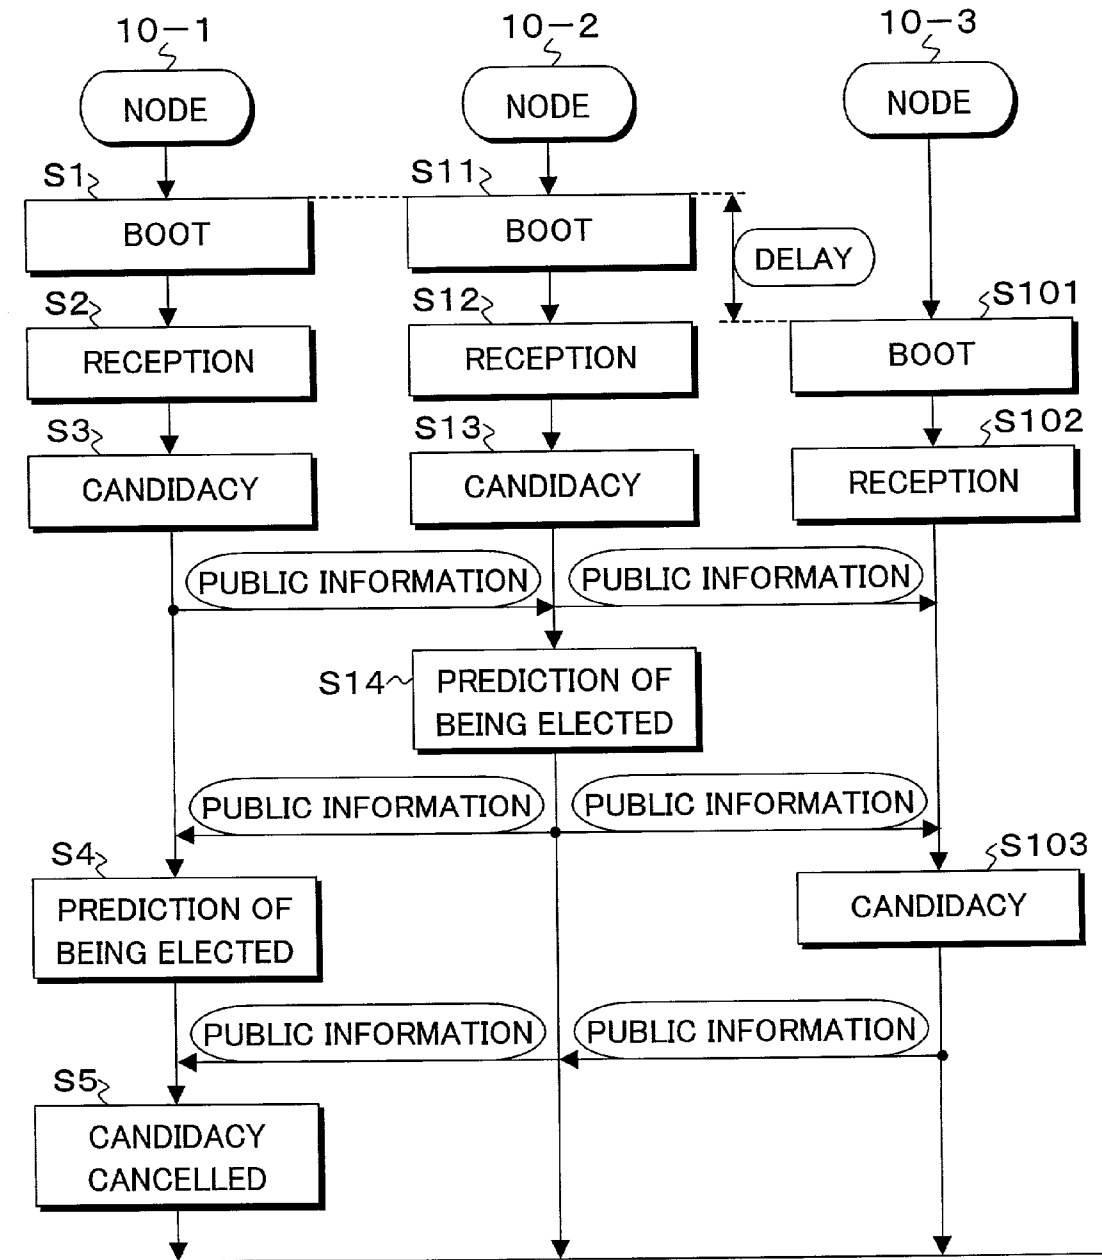 10-1 10-2 10-3
NODE NODE NODE
S1 S11
BOOT BOOT
DELAY
S2 S12 S101
RECEPTION RECEPTION BOOT
S3 S13 S102
CANDIDACY CANDIDACY RECEPTION
PUBLIC INFORMATION PUBLIC INFORMATION
S14
PREDICTION OF
BEING ELECTED
PUBLIC INFORMATION PUBLIC INFORMATION
S4 S103
PREDICTION OF
BEING ELECTED
CANDIDACY
PUBLIC INFORMATION PUBLIC INFORMATION
S5
CANDIDACY
CANCELLED